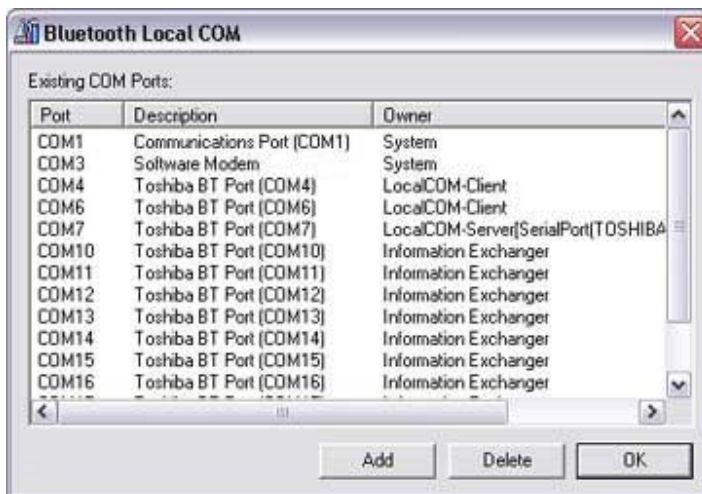 Bluetooth Local COM
Existing COM Ports:
Port Description Owner
COM1 Communications Port (COM1) System
COM3 Software Modem System
COM4 Toshiba BT Port (COM4) LocalCOM-Client
COM6 Toshiba BT Port (COM6) LocalCOM-Client
COM7 Toshiba BT Port (COM7) LocalCOM-Server[SerialPort(TOSHIBA
COM10 Toshiba BT Port (COM10) Information Exchanger
COM11 Toshiba BT Port (COM11) Information Exchanger
COM12 Toshiba BT Port (COM12) Information Exchanger
COM13 Toshiba BT Port (COM13) Information Exchanger
COM14 Toshiba BT Port (COM14) Information Exchanger
COM15 Toshiba BT Port (COM15) Information Exchanger
COM16 Toshiba BT Port (COM16) Information Exchanger
Add Delete OK